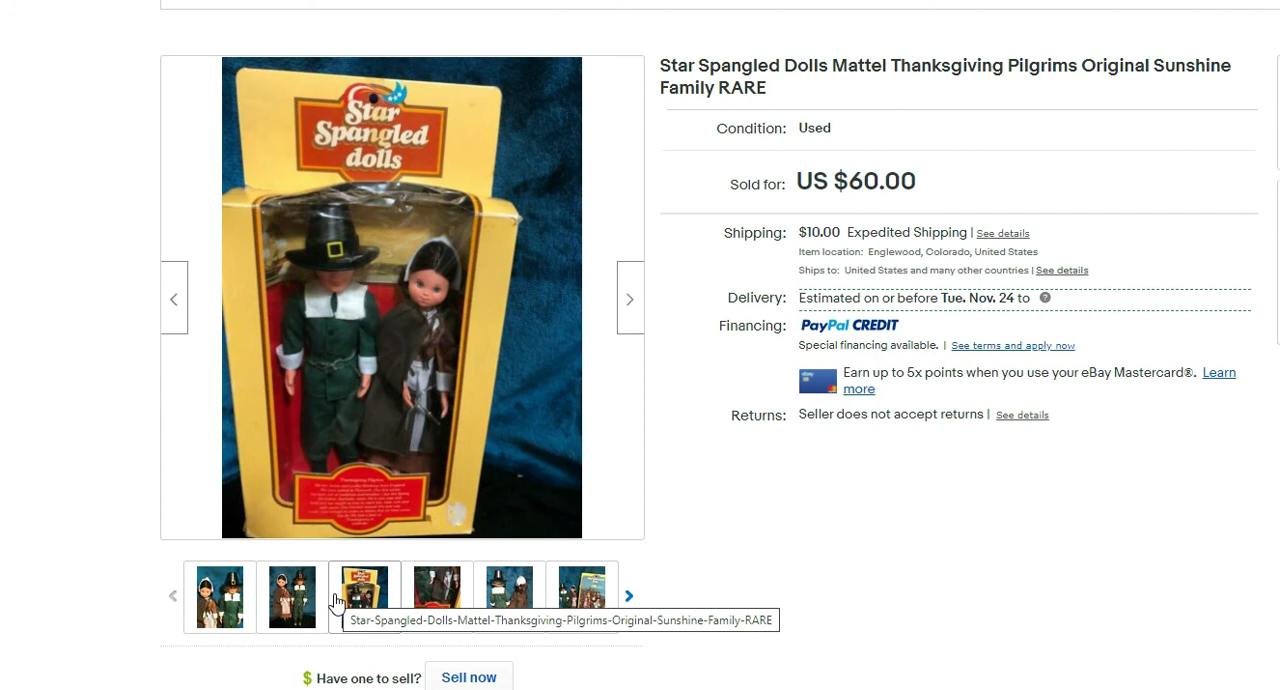 Star Spangled Dolls Mattel Thanksgiving Pilgrims Original Sunshine
Family RARE
Condition: Used
Sold for: US $60.00
Shipping: $10.00 Expedited Shipping | See details
Item location: Englewood, Colorado, United States
Ships to: United States and many other countries | See details
Delivery: Estimated on or before Tue. Nov. 24 to ?
Financing: PayPal CREDIT
Special financing available. | See terms and apply now
Earn up to 5x points when you use your eBay Mastercard®. Learn
more
Returns: Seller does not accept returns | See details
Star
Spangled
dolls
Thanksgiving Pilgrims
Star-Spangled-Dolls-Mattel-Thanksgiving-Pilgrims-Original-Sunshine-Family-RARE
$ Have one to sell? Sell now